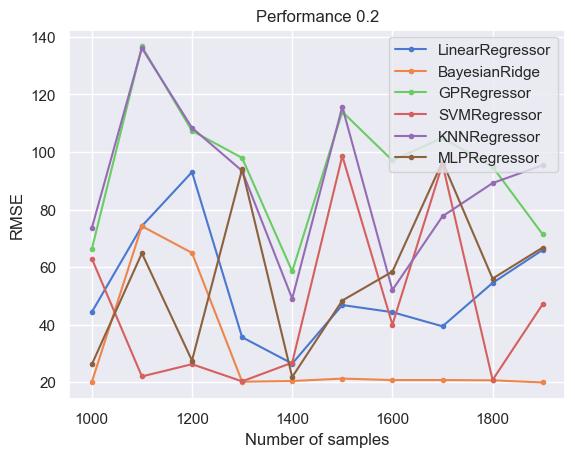 Performance 0.2
140
120
100
80
60
40
20
RMSE
1000
1200
1400
1600
1800
Number of samples
LinearRegressor
BayesianRidge
GPRegressor
SVMRegressor
KNNRegressor
MLPRegressor